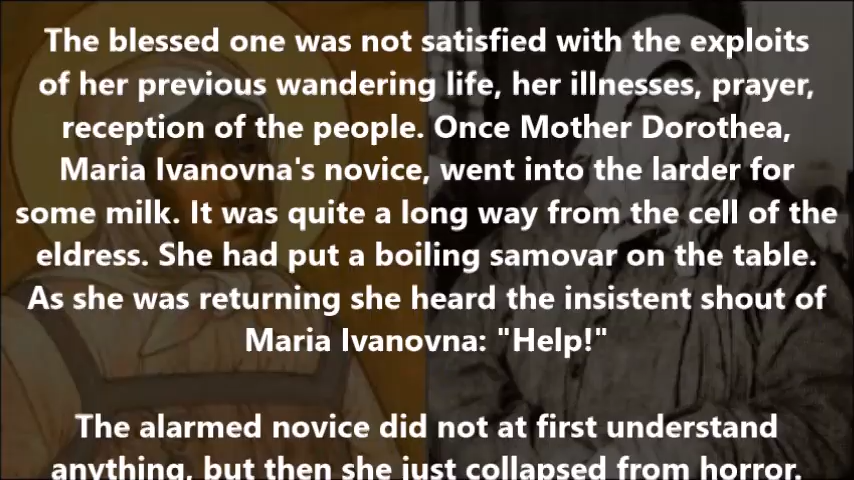 The blessed one was not satisfied with the exploits
of her previous wandering life, her illnesses, prayer,
reception of the people. Once Mother Dorothea,
Maria Ivanovna's novice, went into the larder for
some milk. It was quite a long way from the cell of the
eldress. She had put a boiling samovar on the table.
As she was returning she heard the insistent shout of
Maria Ivanovna: "Help!"
The alarmed novice did not at first understand
anything, but then she just collapsed from horror.